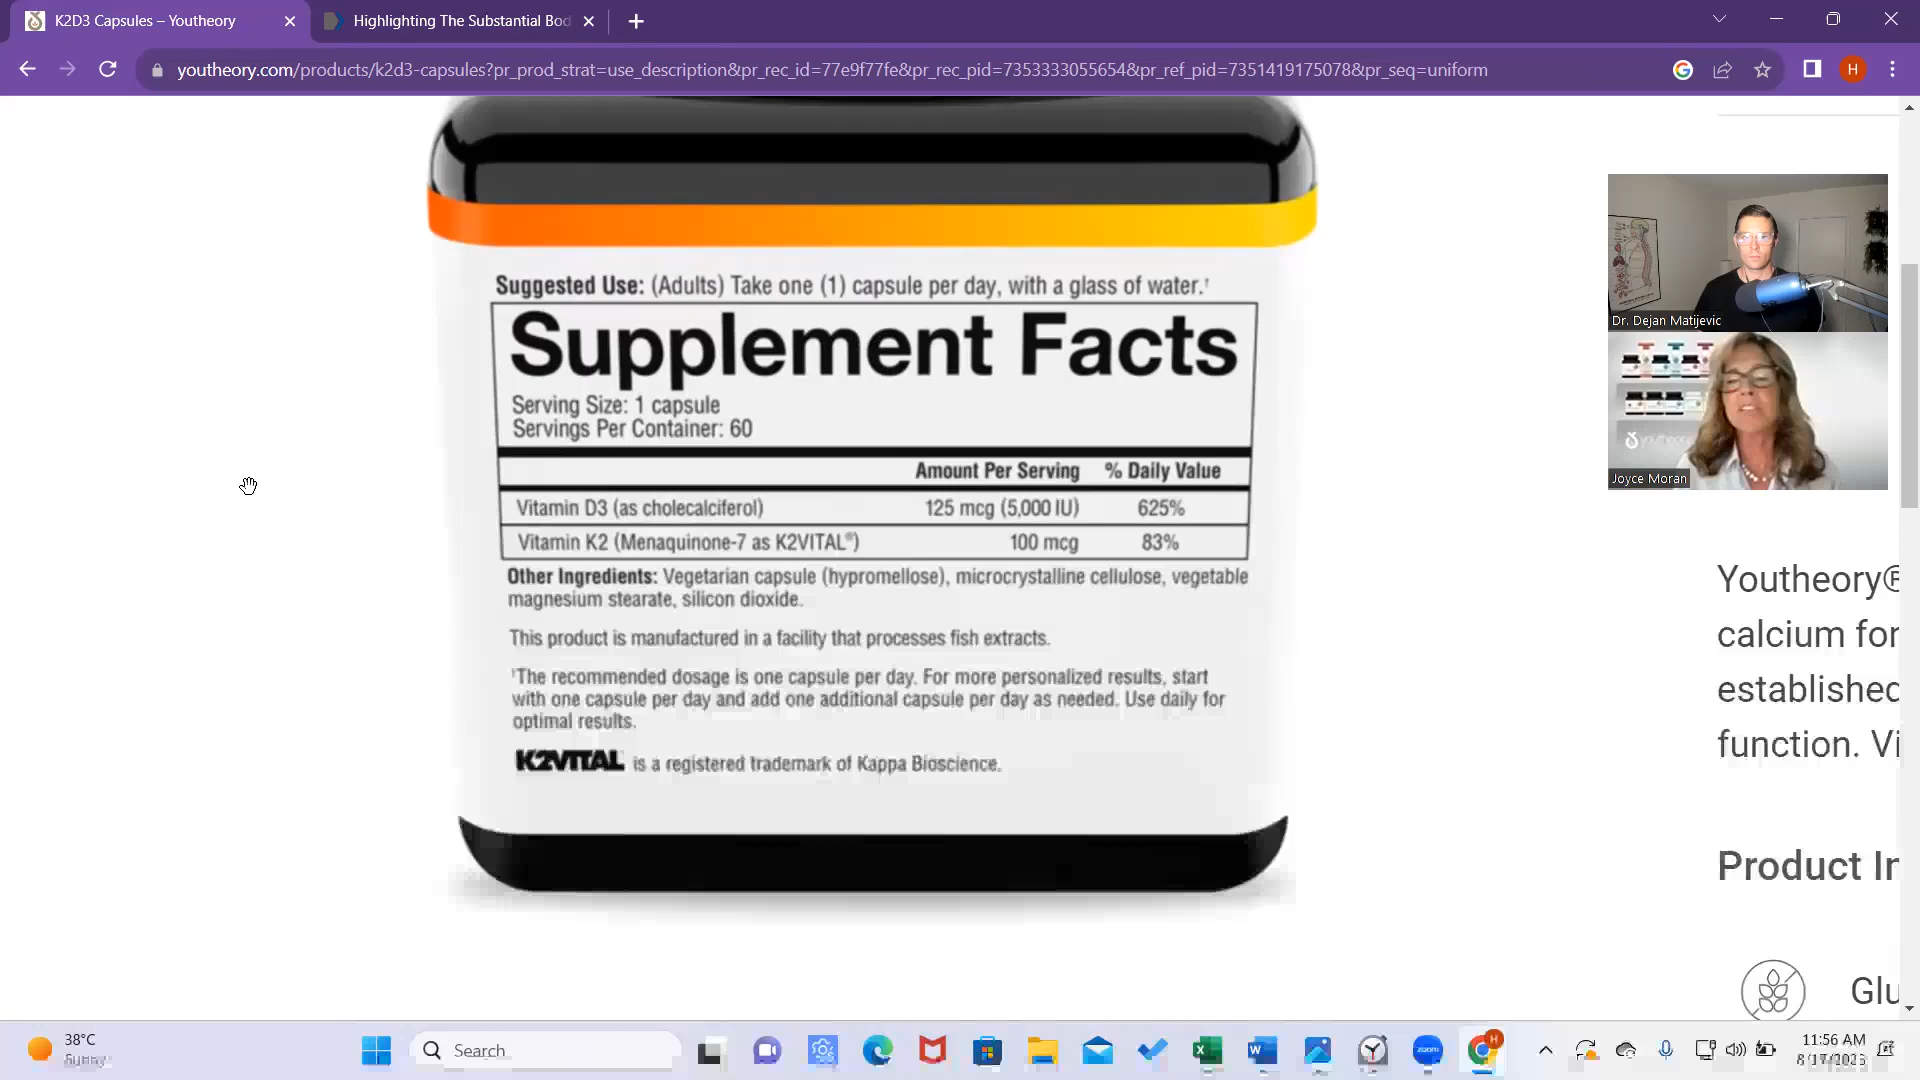 K2D3 Capsules – Youtheory
Highlighting The Substantial Bod
youtheory.com/products/k2d3-capsules?pr_prod_strat=use_description&pr_rec_id=77e9f77fe&pr_rec_pid=7353333055654&pr_ref_pid=7351419175078&pr_seq=uniform
H
Suggested Use: (Adults) Take one (1) capsule per day, with a glass of water.†
Supplement Facts
Serving Size: 1 capsule
Servings Per Container: 60
Amount Per Serving % Daily Value
Vitamin D3 (as cholecalciferol) 125 mcg (5,000 IU) 625%
Vitamin K2 (Menaquinone-7 as K2VITAL®) 100 mcg 83%
Other Ingredients: Vegetarian capsule (hypromellose), microcrystalline cellulose, vegetable
magnesium stearate, silicon dioxide.
This product is manufactured in a facility that processes fish extracts.
†The recommended dosage is one capsule per day. For more personalized results, start
with one capsule per day and add one additional capsule per day as needed. Use daily for
optimal results.
K2VITAL is a registered trademark of Kappa Bioscience.
Dr. Dejan Matijevic
youtheory
Joyce Moran
Youtheory®
calcium for
established
function. Vi
Product In
Glu
38°C
Sunny
Search
zoom
H
11:56 AM
8/17/2023